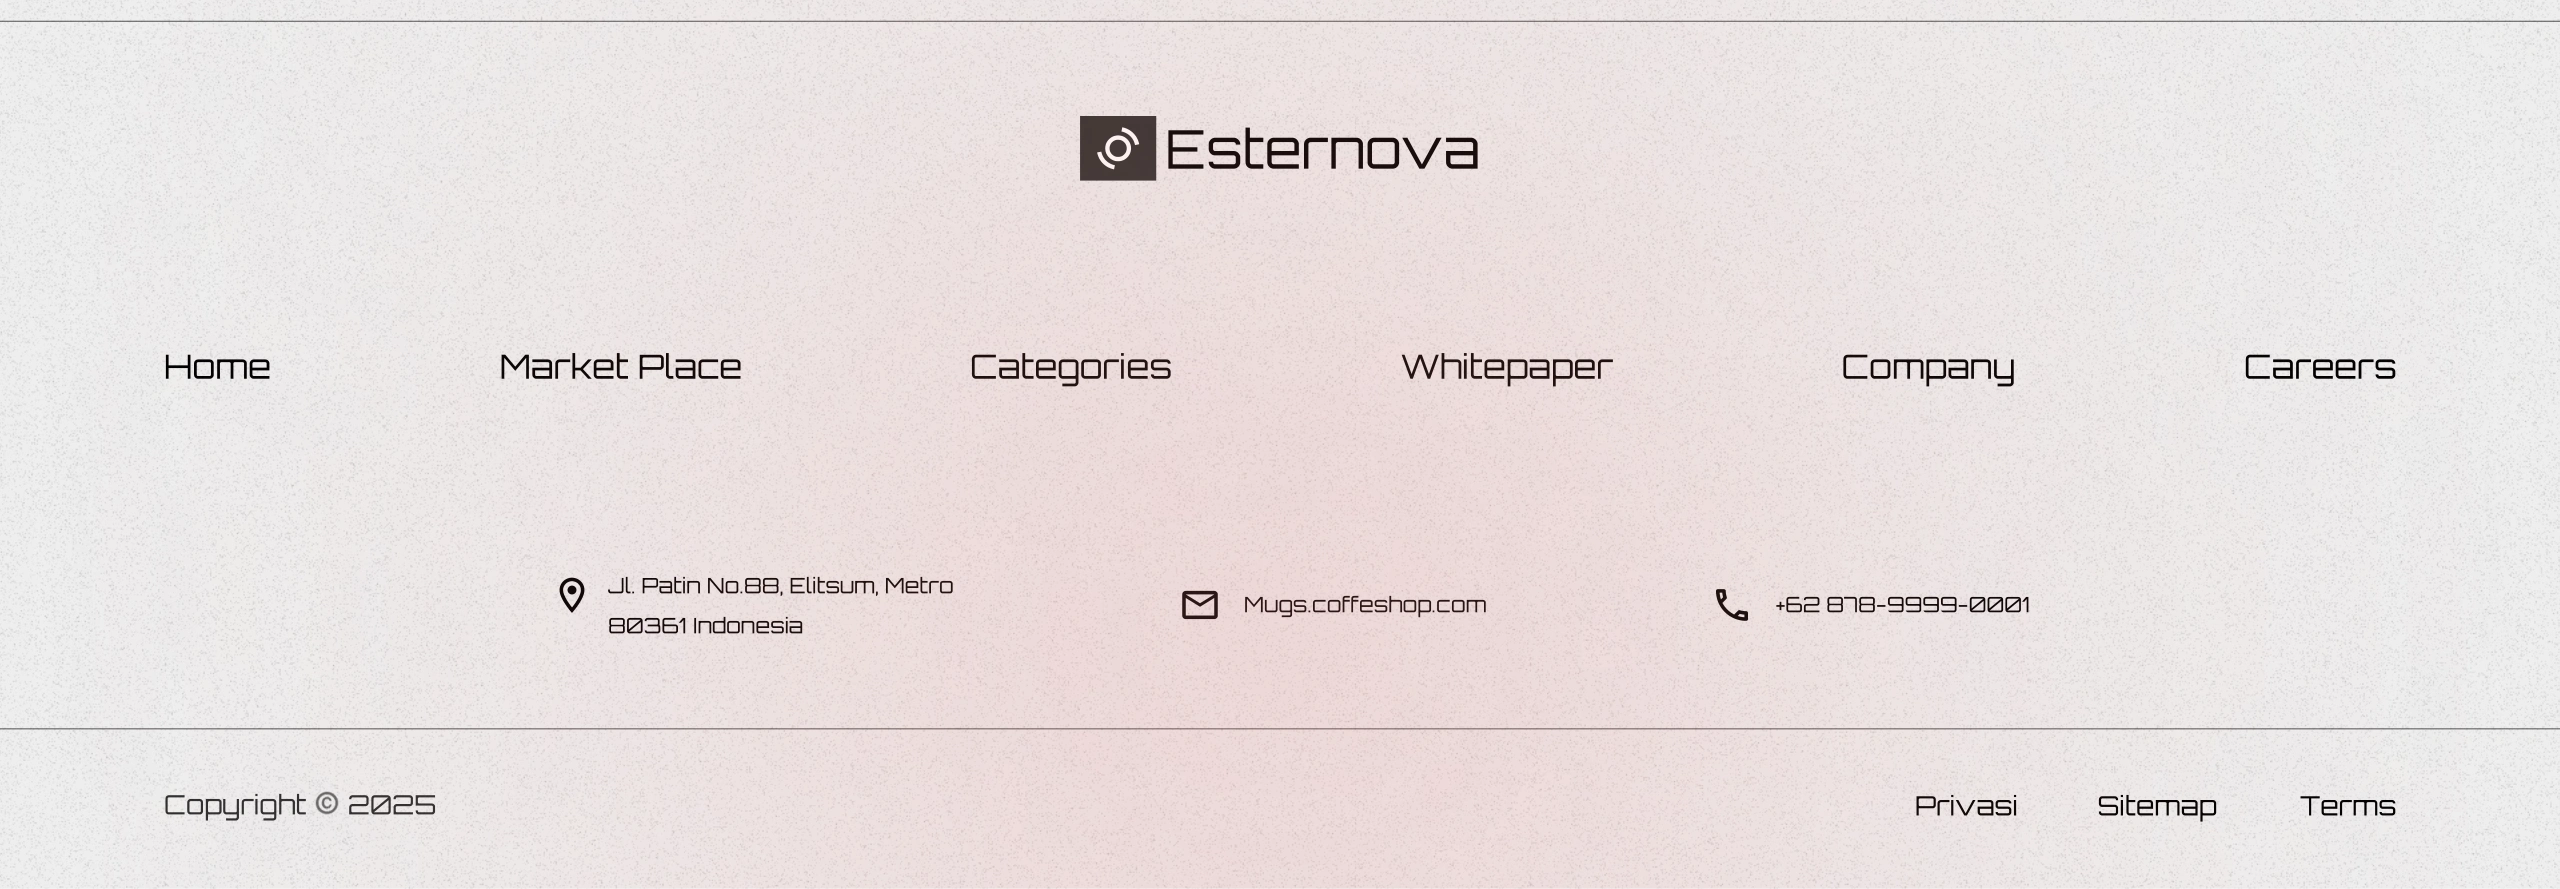 Esternova
Home Market Place Categories Whitepaper Company Careers
Jl. Patin No.88, Elitsum, Metro
80361 Indonesia
Mugs.coffeshop.com
+62 878-9999-0001
Copyright © 2025
Privasi Sitemap Terms